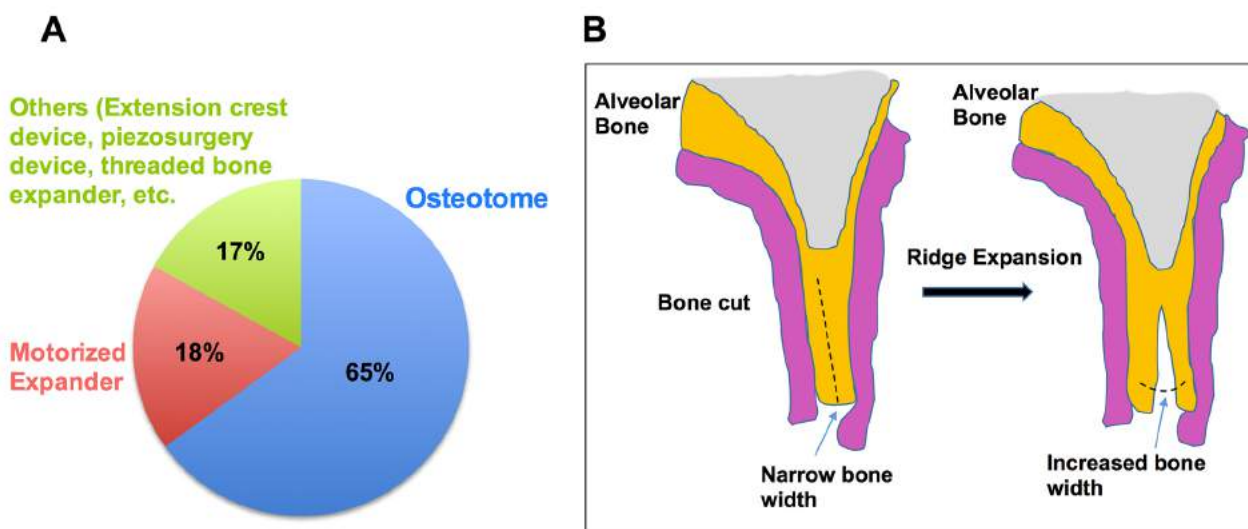 A
Others (Extension crest
device, piezosurgery
device, threaded bone
expander, etc.
Osteotome
17%
Motorized
Expander
18%
65%
B
Alveolar
Bone
Bone cut
Narrow bone
width
Ridge Expansion
Alveolar
Bone
Increased bone
width